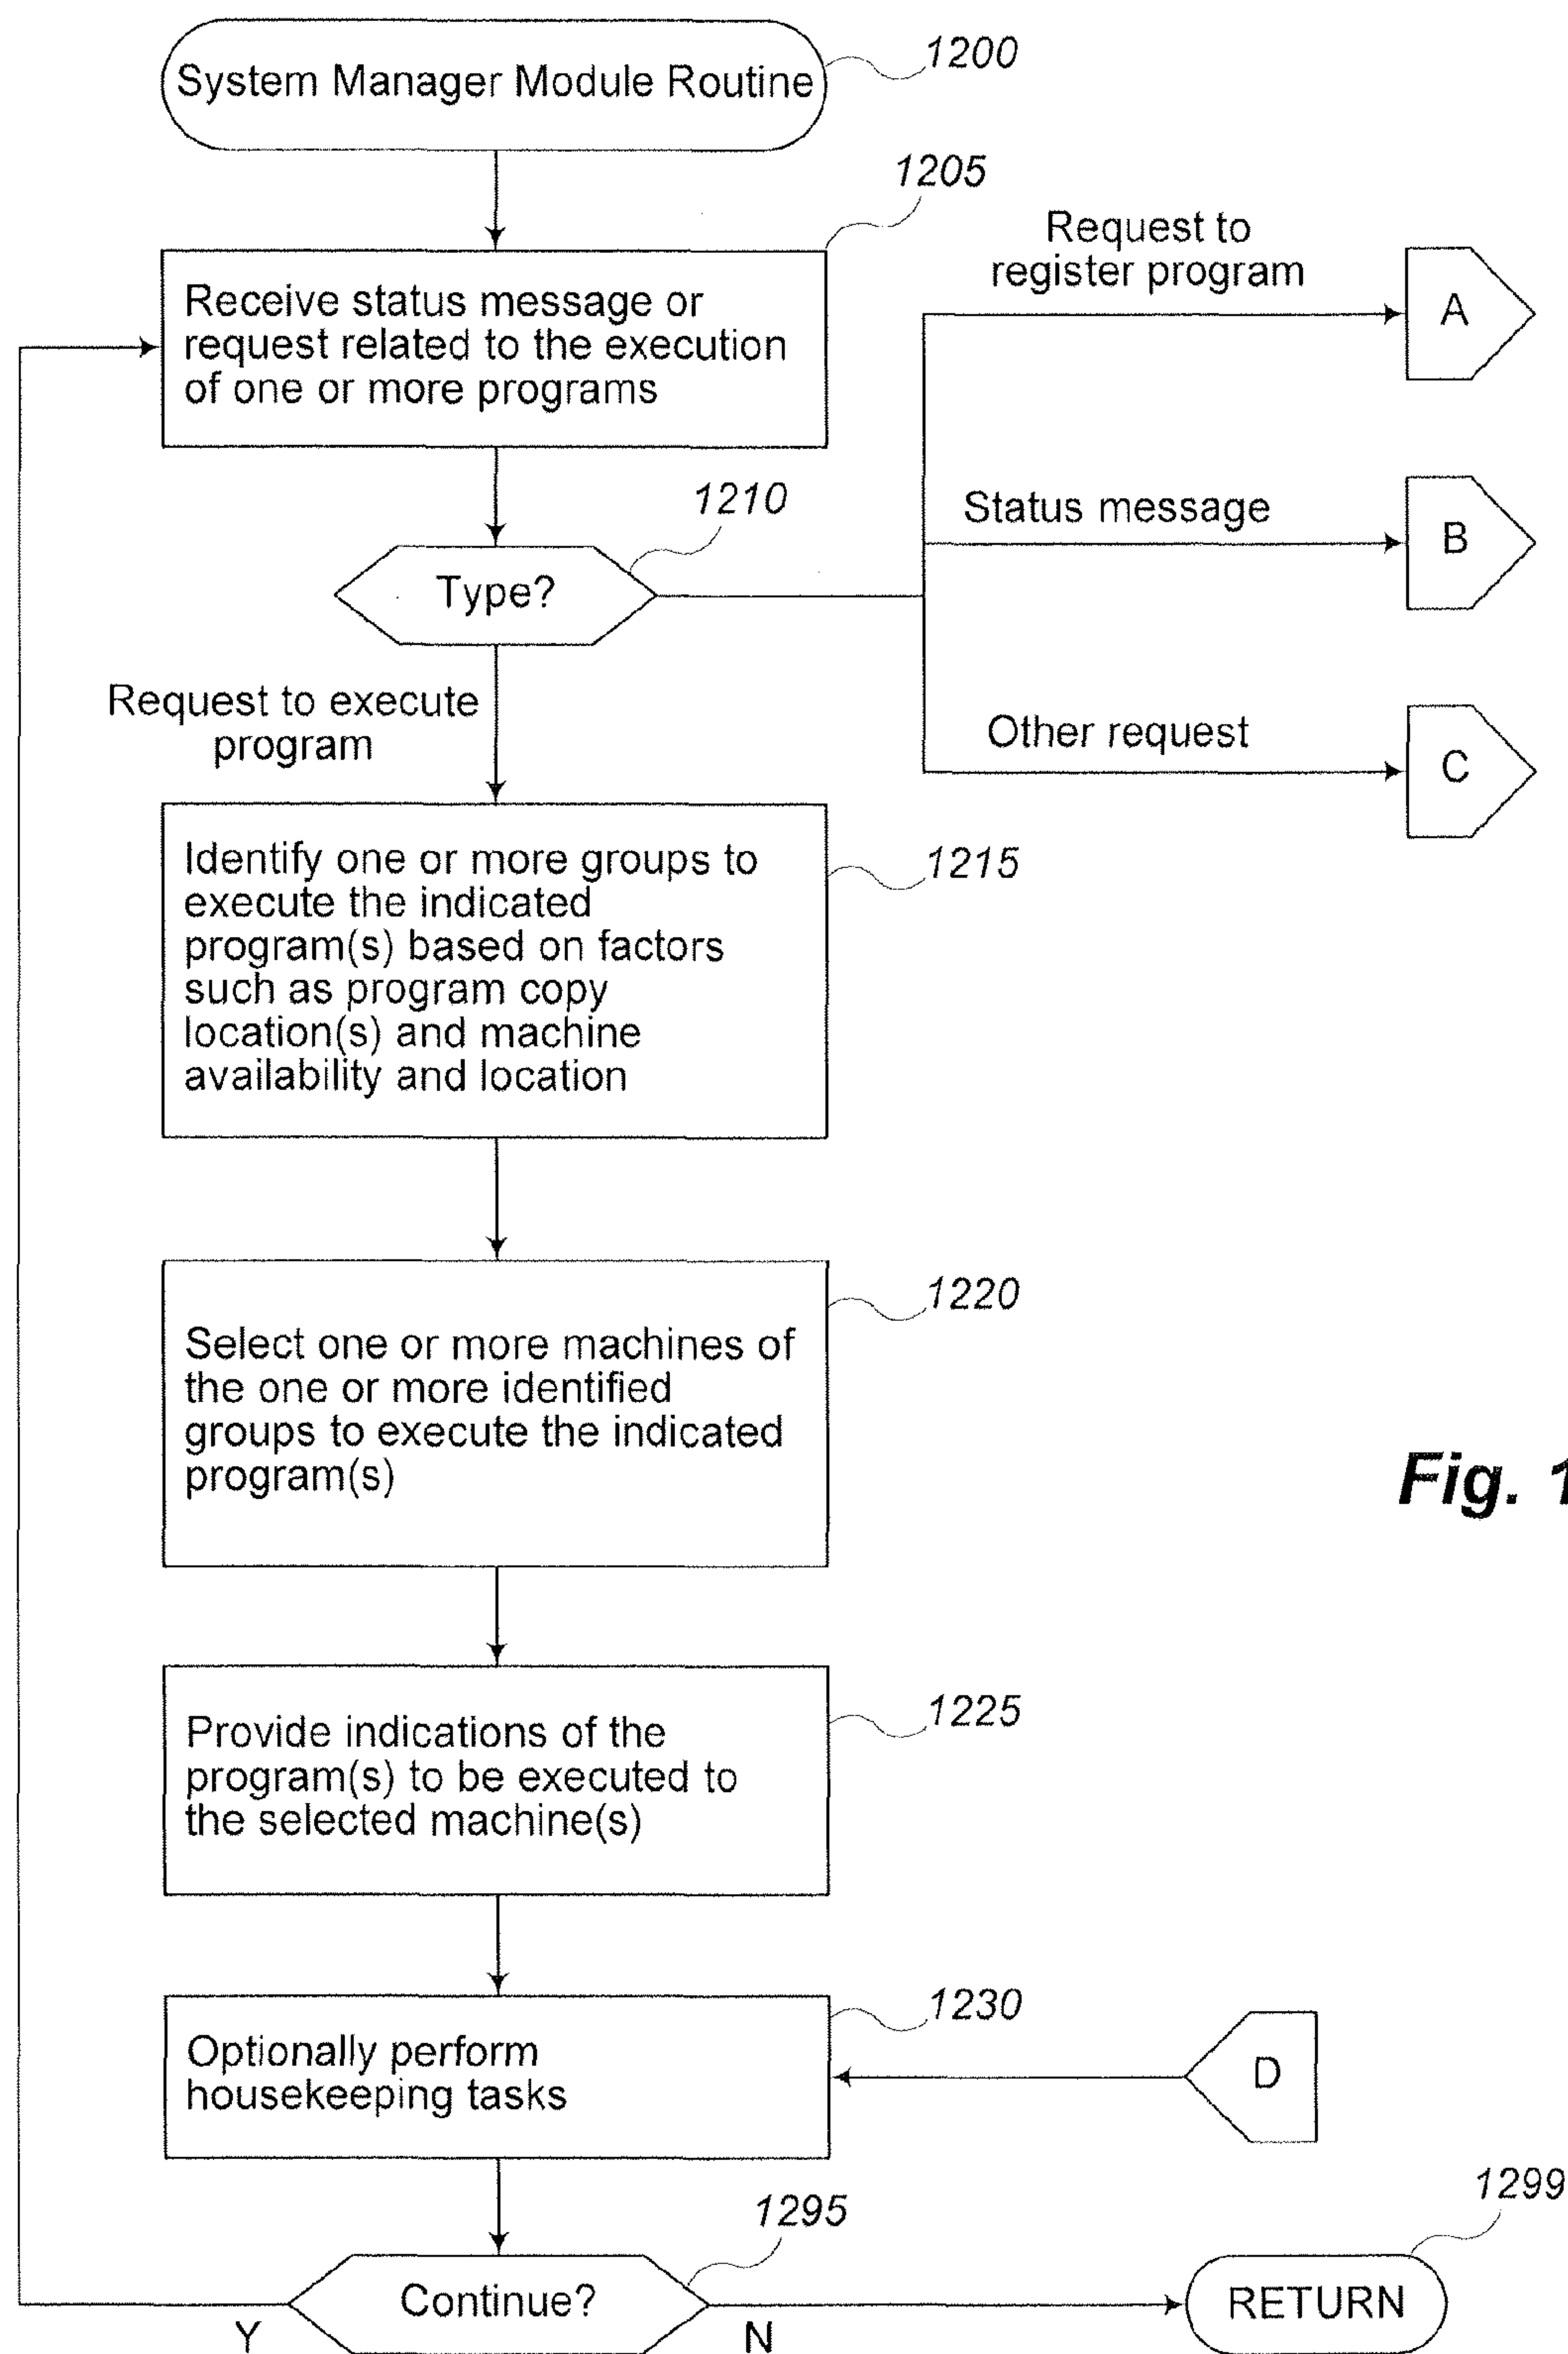 System Manager Module Routine
1200
1205
Receive status message or
request related to the execution
of one or more programs
Request to
register program
A
1210
Type?
Status message
B
Other request
C
Request to execute
program
Identify one or more groups to
execute the indicated
program(s) based on factors
such as program copy
location(s) and machine
availability and location
1215
Select one or more machines of
the one or more identified
groups to execute the indicated
program(s)
1220
Fig. 1
Provide indications of the
program(s) to be executed to
the selected machine(s)
1225
Optionally perform
housekeeping tasks
1230
D
1295
Continue?
Y
N
1299
RETURN